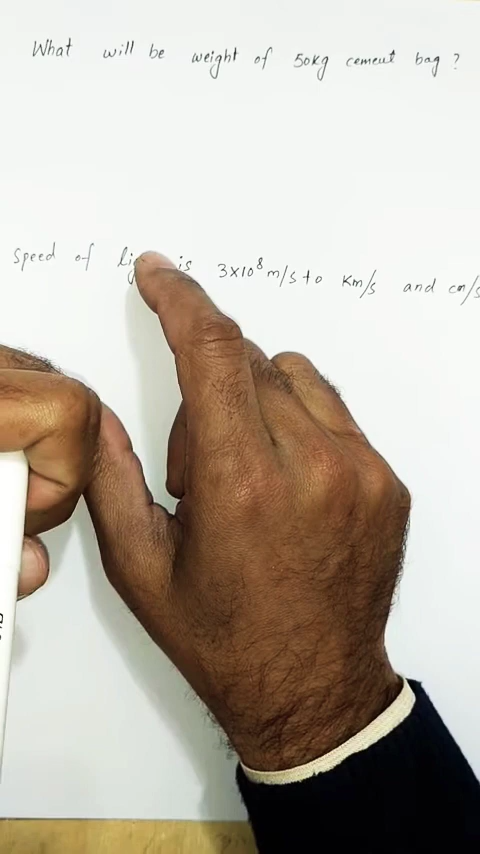 What will be weight of 50kg cement bag ?
Speed of is 3x10⁸ m/s to Km/s and cm/s